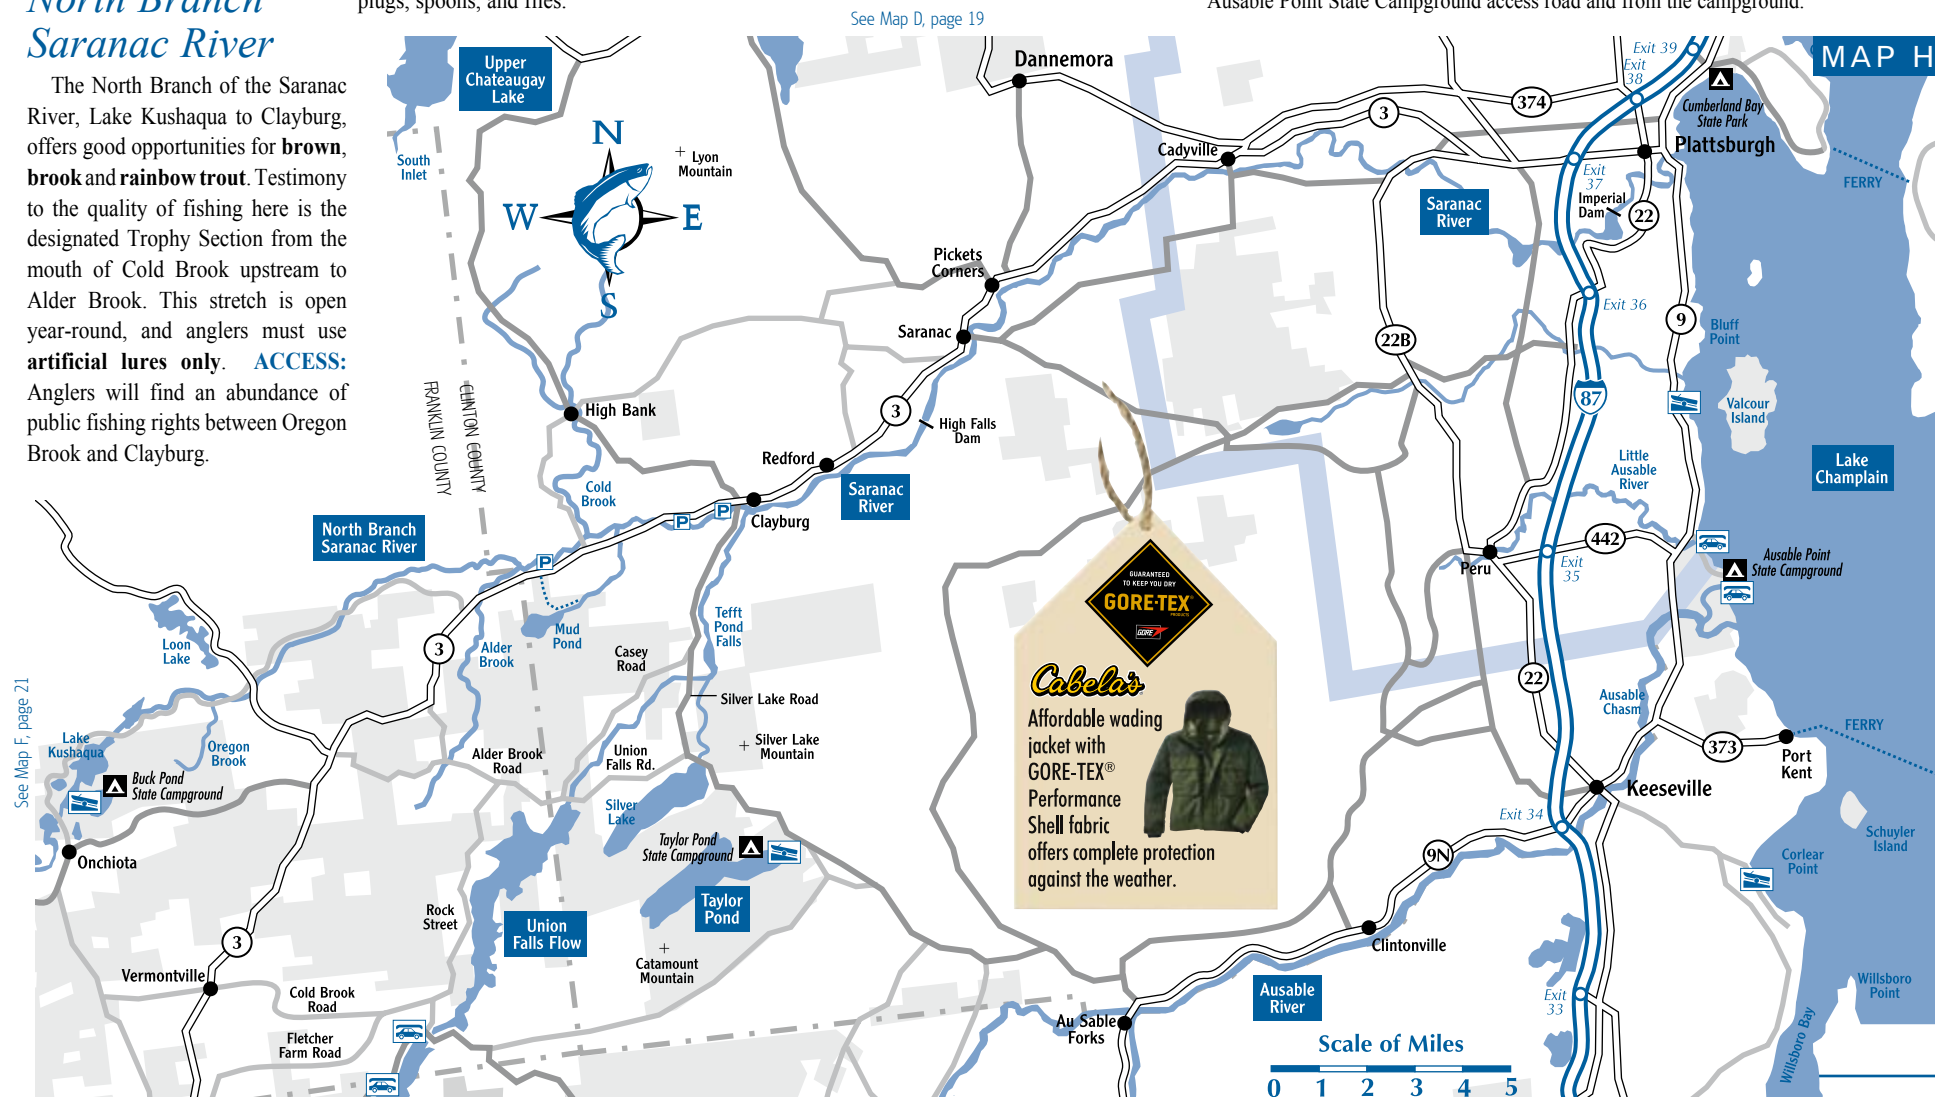 North Branch
Saranac River
The North Branch of the Saranac
River, Lake Kushaqua to Clayburg,
offers good opportunities for brown,
brook and rainbow trout. Testimony
to the quality of fishing here is the
designated Trophy Section from the
mouth of Cold Brook upstream to
Alder Brook. This stretch is open
year-round, and anglers must use
artificial lures only. ACCESS:
Anglers will find an abundance of
public fishing rights between Oregon
Brook and Clayburg.
plugs, spoons, and flies.
See Map D, page 19
Ausable Point State Campground access road and from the campground.
MAP H
Upper
Chateaugay
Lake
South
Inlet
N
W
E
S
Lyon
Mountain
Dannemora
Cadyville
374
3
Exit 39
Exit
38
Cumberland Bay
State Park
Plattsburgh
FERRY
Exit
37
Imperial
Dam
22
Saranac
River
Pickets
Corners
Saranac
Exit 36
9
Bluff
Point
22B
87
Valcour
Island
FRANKLIN COUNTY
CLINTON COUNTY
High Bank
3
High Falls
Dam
Redford
Saranac
River
Cold
Brook
Clayburg
P
P
P
North Branch
Saranac River
Little
Ausable
River
Lake
Champlain
442
Peru
Exit
35
Ausable Point
State Campground
GUARANTEED
TO KEEP YOU DRY
GORE-TEX®
PRODUCTS
GORE
Cabela's
Affordable wading
jacket with
GORE-TEX®
Performance
Shell fabric
offers complete protection
against the weather.
Loon
Lake
3
Alder
Brook
Mud
Pond
Casey
Road
Tefft
Pond
Falls
Silver Lake Road
22
Ausable
Chasm
See Map F, page 21
Lake
Kushaqua
Oregon
Brook
Alder Brook
Road
Union
Falls Rd.
Silver Lake
Mountain
373
FERRY
Port
Kent
Buck Pond
State Campground
Silver
Lake
Keeseville
Exit 34
Schuyler
Island
Onchiota
Taylor Pond
State Campground
9N
Corlear
Point
Rock
Street
Union
Falls Flow
Taylor
Pond
Clintonville
3
Vermontville
Catamount
Mountain
Cold Brook
Road
Ausable
River
Exit
33
Willsboro
Point
Fletcher
Farm Road
Au Sable
Forks
Willsboro Bay
Scale of Miles
0 1 2 3 4 5